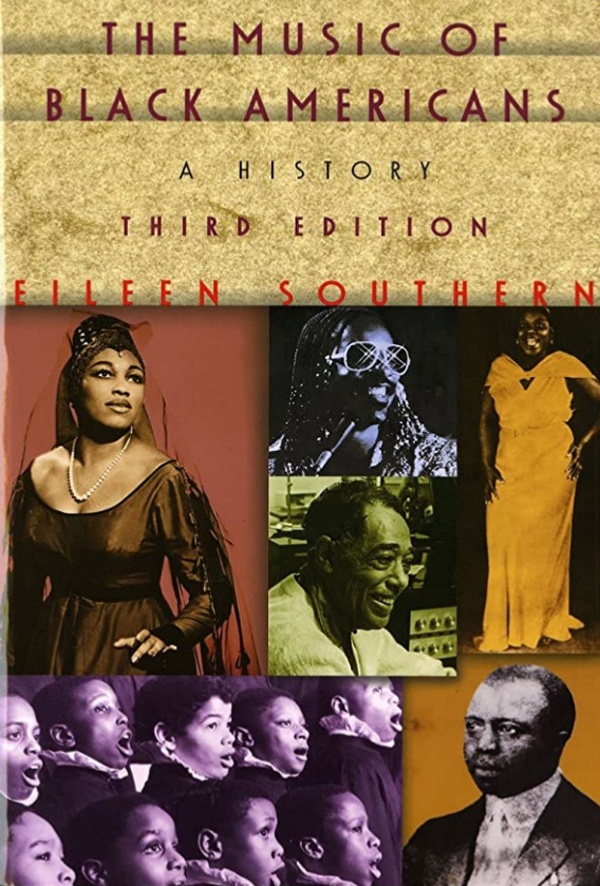 THE MUSIC OF
BLACK AMERICANS
A HISTORY
THIRD EDITION
EILEEN SOUTHERN